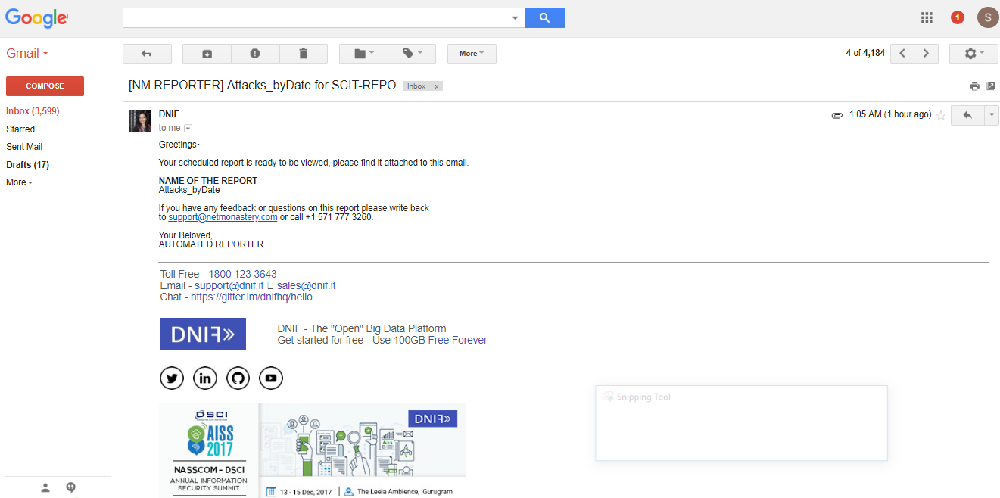 Google
1
S
Gmail
More
4 of 4,184
COMPOSE
[NM REPORTER] Attacks_byDate for SCIT-REPO
Inbox x
Inbox (3,599)
Starred
Sent Mail
Drafts (17)
More
DNIF
1:05 AM (1 hour ago)
to me
Greetings~
Your scheduled report is ready to be viewed, please find it attached to this email.
NAME OF THE REPORT
Attacks_byDate
If you have any feedback or questions on this report please write back
to support@netmonastery.com or call +1 571 777 3260.
Your Beloved,
AUTOMATED REPORTER
Toll Free - 1800 123 3643
Email - support@dnif.it sales@dnif.it
Chat - https://gitter.im/dnifhq/hello
DNIF
DNIF - The "Open" Big Data Platform
Get started for free - Use 100GB Free Forever
in
Snipping Tool
DSCI
AISS
2017
NASSCOM - DSCI
ANNUAL INFORMATION
SECURITY SUMMIT
DNIF
13 - 15 Dec, 2017
The Leela Ambience, Gurugram